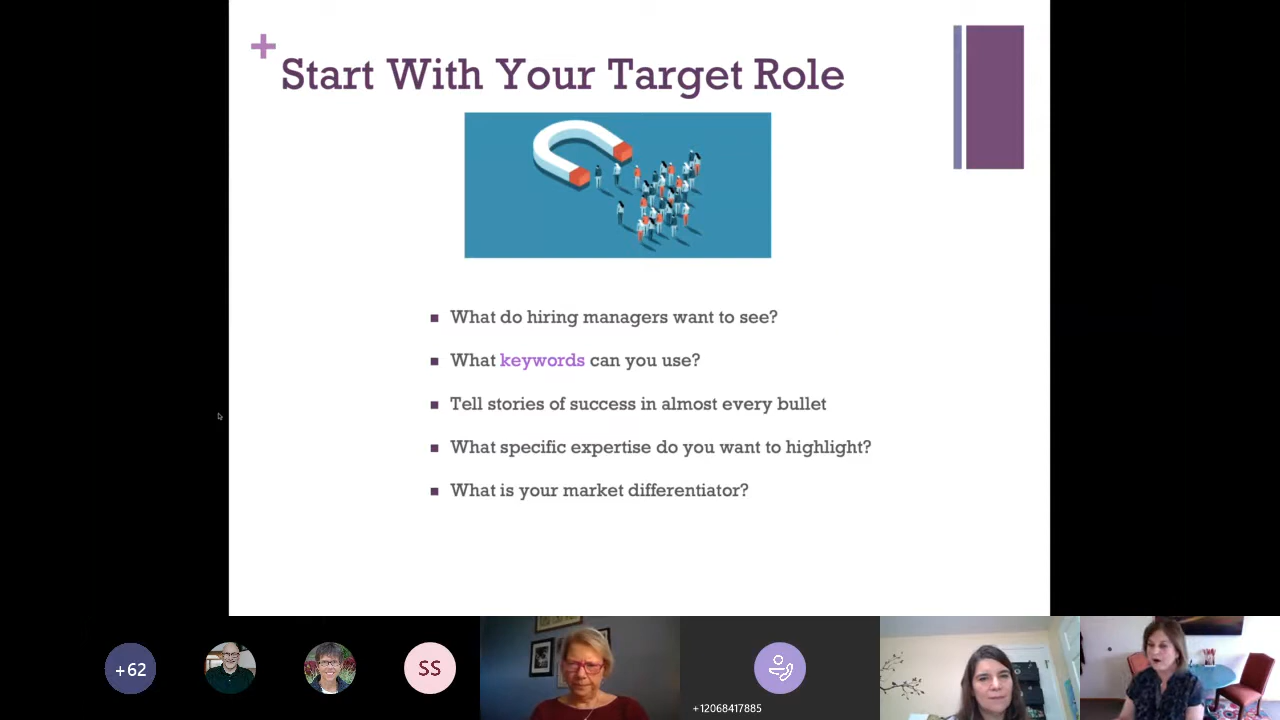 +
Start With Your Target Role
What do hiring managers want to see?
What keywords can you use?
Tell stories of success in almost every bullet
What specific expertise do you want to highlight?
What is your market differentiator?
+62
SS
+12068417885